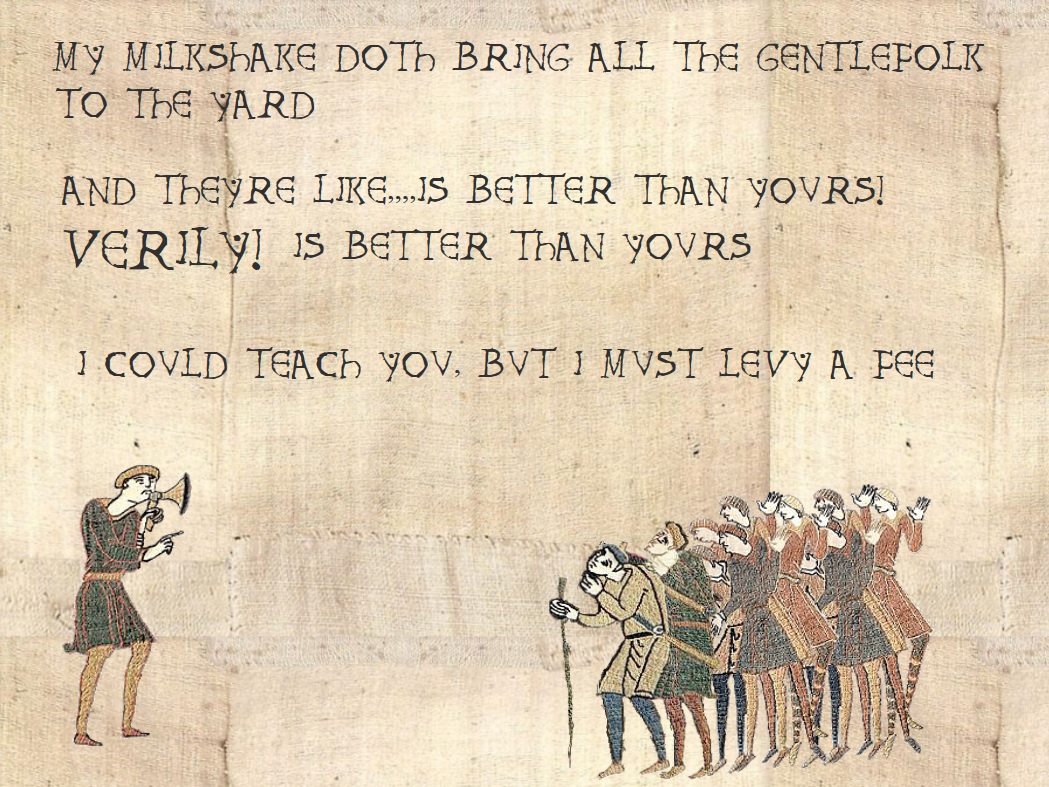 MY MILKSHAKE DOTH BRING ALL THE GENTLEFOLK
TO THE YARD
AND THEYRE LIKE,,,,IS BETTER THAN YOVRS!
VERILY! IS BETTER THAN YOVRS
I COVLD TEACH YOV, BVT I MVST LEVY A FEE